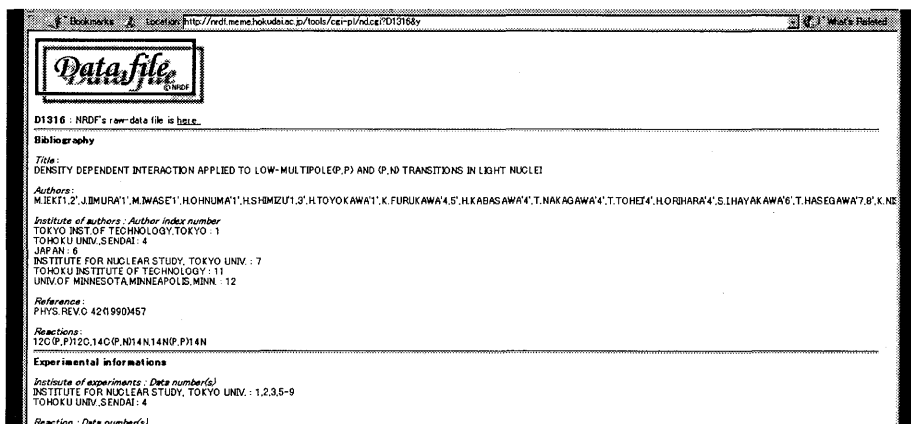 Bookmarks Location: http://nrdf.meme.hokudai.ac.jp/tools/cgi-pl/nd.cgi?D1316&y What's Related
Datafile
©NRDF
D1316 : NRDF's raw-data file is here.
Bibliography
Title :
DENSITY DEPENDENT INTERACTION APPLIED TO LOW-MULTIPOLE(P,P) AND (P,N) TRANSITIONS IN LIGHT NUCLEI
Authors :
M.IEKI'1,2',J.IIMURA'1',M.IWASE'1',H.OHNUMA'1',H.SHIMIZU'1,3',H.TOYOKAWA'1',K.FURUKAWA'4,5',H.KABASAWA'4',T.NAKAGAWA'4',T.TOHEI'4',H.ORIHARA'4',S.I.HAYAKAWA'6',T.HASEGAWA'7,8',K.NI
Institute of authors : Author index number
TOKYO INST.OF TECHNOLOGY,TOKYO : 1
TOHOKU UNIV.,SENDAI : 4
JAPAN : 6
INSTITUTE FOR NUCLEAR STUDY, TOKYO UNIV. : 7
TOHOKU INSTITUTE OF TECHNOLOGY : 11
UNIV.OF MINNESOTA,MINNEAPOLIS,MINN. : 12
Reference :
PHYS.REV.C 42(1990)457
Reactions :
12C(P,P)12C,14C(P,N)14N,14N(P,P)14N
Experimental informations
Instisute of experiments : Data number(s)
INSTITUTE FOR NUCLEAR STUDY, TOKYO UNIV. : 1,2,3,5-9
TOHOKU UNIV.,SENDAI : 4
Reaction : Data number(s)